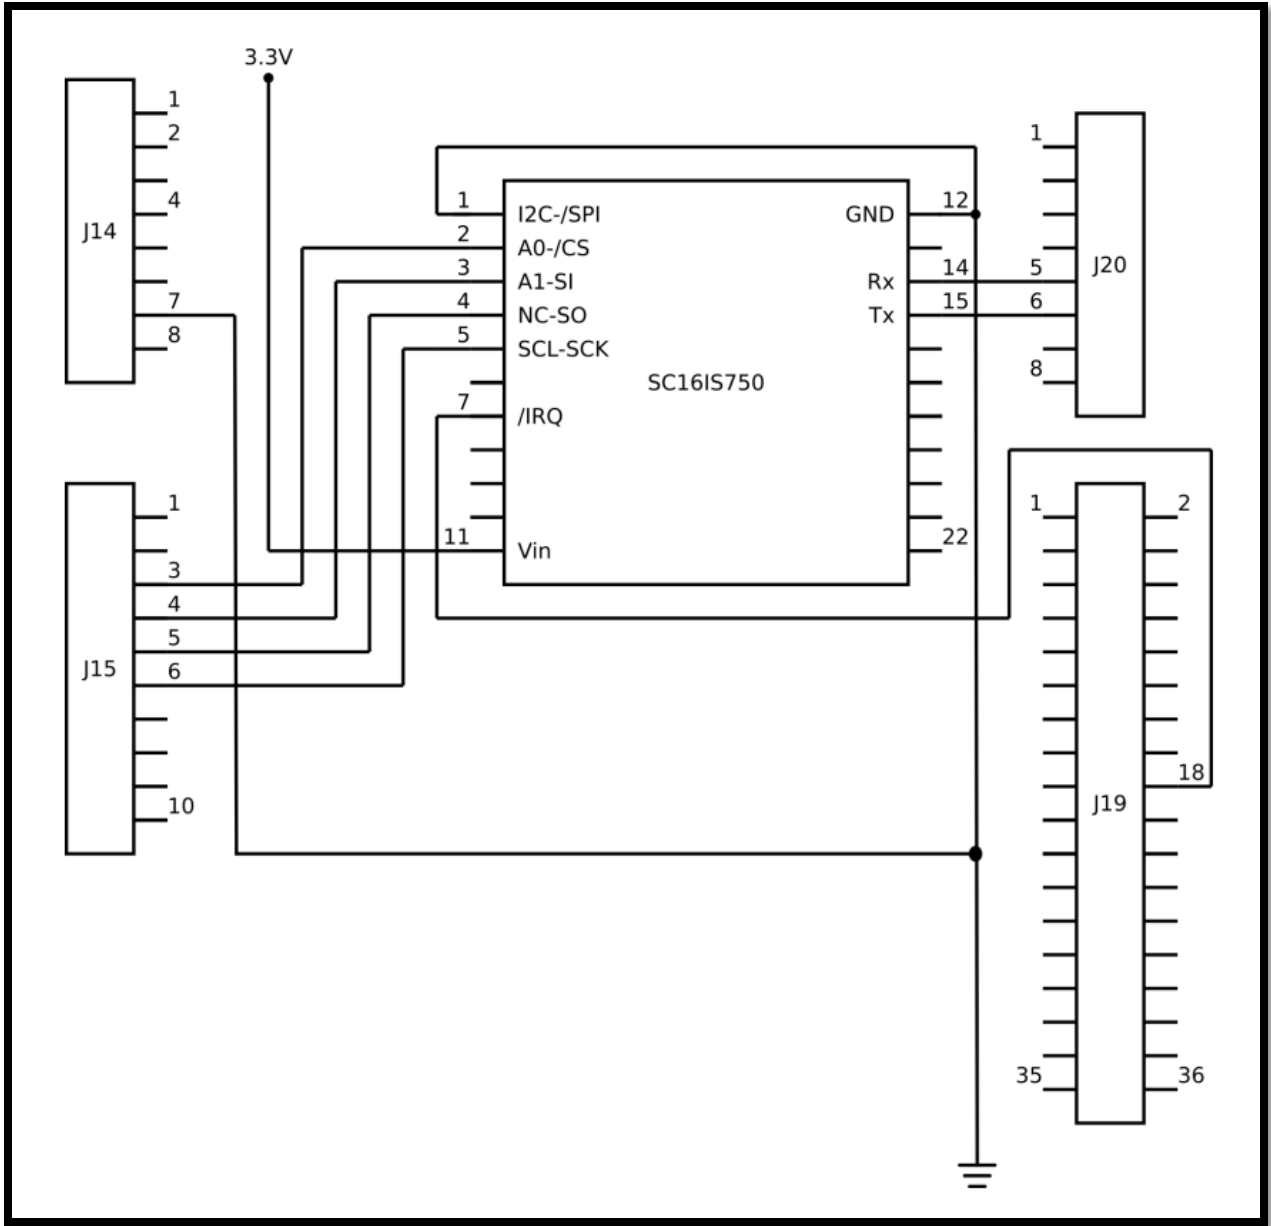 3.3V
J14
1
2
4
7
8
J15
1
3
4
5
6
10
SC16IS750
1 I2C-/SPI
2 A0-/CS
3 A1-SI
4 NC-SO
5 SCL-SCK
7 /IRQ
11 Vin
GND 12
Rx 14
Tx 15
22
J20
1
5
6
8
J19
1 2
18
35 36